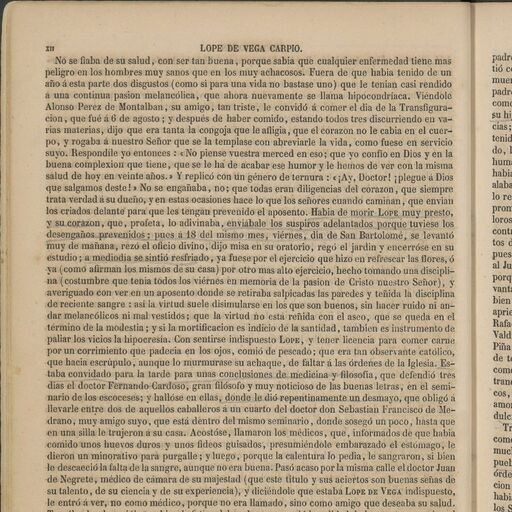 XII
LOPE DE VEGA CARPIO.
No se fiaba de su salud, con ser tan buena, porque sabia que cualquier enfermedad tiene mas
peligro en los hombres muy sanos que en los muy achacosos. Fuera de que habia tenido de un
año á esta parte dos disgustos (como si para una vida no bastase uno) que le tenian casi rendido
á una continua pasion melancólica, que ahora nuevamente se llama hipocondríaca. Viéndole
Alonso Perez de Montalban, su amigo, tan triste, le convidó á comer el dia de la Transfigura-
cion, que fué á 6 de agosto; y después de haber comido, estando todos tres discurriendo en va-
rias materias, dijo que era tanta la congoja que le afligia, que el corazon no le cabia en el cuer-
po, y rogaba á nuestro Señor que se la templase con abreviarle la vida, como fuese en servicio
suyo. Respondíle yo entonces: «No piense vuestra merced en eso; que yo confio en Dios y en la
buena complexion que tiene, que se le ha de acabar ese humor y le hemos de ver con la misma
salud de hoy en veinte años.» Y replicó con un género de ternura: «¡Ay, Doctor! ¡plegue á Dios
que salgamos deste!» No se engañaba, no; que todas eran diligencias del corazon, que siempre
trata verdad á su dueño, y en estas ocasiones hace lo que los señores cuando caminan, que envian
los criados delante para que les tengan prevenido el aposento. Habia de morir LOPE muy presto,
y su corazon, que, profeta, lo adivinaba, enviábale los suspiros adelantados porque tuviese los
desengaños prevenidos; pues á 18 del mismo mes, viérnes, dia de San Bartolomé, se levantó
muy de mañana, rezó el oficio divino, dijo misa en su oratorio, regó el jardin y encerróse en su
estudio; á mediodia se sintió resfriado, ya fuese por el ejercicio que hizo en refrescar las flores, ó
ya (como afirman los mismos de su casa) por otro mas alto ejercicio, hecho tomando una discipli-
na (costumbre que tenia todos los viérnes en memoria de la pasion de Cristo nuestro Señor), y
averiguado con ver en un aposento donde se retiraba salpicadas las paredes y teñida la disciplina
de reciente sangre: así la virtud suele disimularse en los que son buenos, sin hacer ruido ni an-
dar melancólicos ni mal vestidos; que la virtud no está reñida con el aseo, que se queda en el
término de la modestia; y si la mortificacion es indicio de la santidad, tambien es instrumento de
paliar los vicios la hipocresía. Con sentirse indispuesto LOPE, y tener licencia para comer carne
por un corrimiento que padecia en los ojos, comió de pescado; que era tan observante católico,
que hacia escrúpulo, aunque lo murmurase su achaque, de faltar á las órdenes de la Iglesia. Es-
taba convidado para la tarde para unas conclusiones de medicina y filosofía, que defendió tres
dias el doctor Fernando Cardoso, gran filósofo y muy noticioso de las buenas letras, en el semi-
nario de los escoceses; y hallóse en ellas, donde le dió repentinamente un desmayo, que obligó á
llevarle entre dos de aquellos caballeros á un cuarto del doctor don Sebastian Francisco de Me-
drano, muy amigo suyo, que está dentro del mismo seminario, donde sosegó un poco, hasta que
en una silla le trujeron á su casa. Acostóse, llamaron los médicos, que, informados de que habia
comido unos huevos duros y unos fideos guisados, presumiéndole embarazado el estómago, le
dieron un minorativo para purgalle; y luego, porque la calentura lo pedia, le sangraron, si bien
le descaeció la falta de la sangre, aunque no era buena. Pasó acaso por la misma calle el doctor Juan
de Negrete, médico de cámara de su majestad (que este título y sus aciertos son buenas señas de
su talento, de su ciencia y de su experiencia), y diciéndole que estaba LOPE DE VEGA indispuesto,
le entró á ver, no como médico, porque no era llamado, sino como amigo que deseaba su salud.